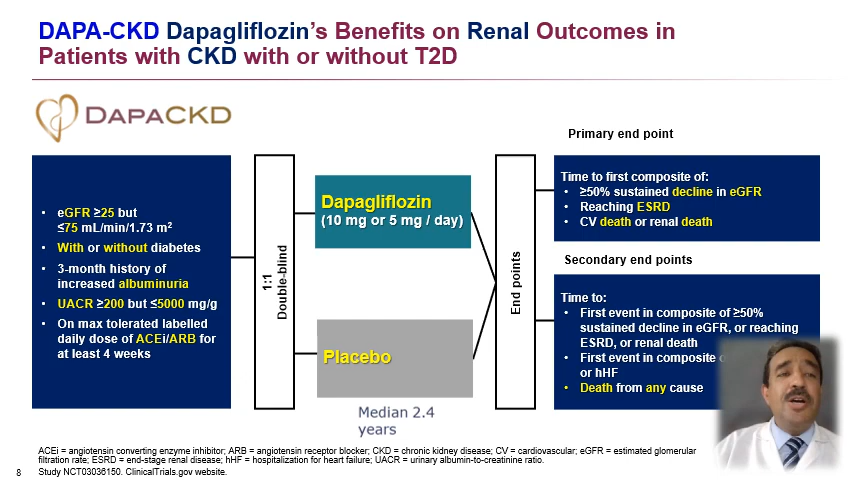 DAPA-CKD Dapagliflozin's Benefits on Renal Outcomes in
Patients with CKD with or without T2D
DAPACKD
• eGFR ≥25 but
≤75 mL/min/1.73 m²
• With or without diabetes
• 3-month history of
increased albuminuria
• UACR ≥200 but ≤5000 mg/g
• On max tolerated labelled
daily dose of ACEi/ARB for
at least 4 weeks
1:1
Double-blind
Dapagliflozin
(10 mg or 5 mg / day)
Placebo
Median 2.4
years
End points
Primary end point
Time to first composite of:
• ≥50% sustained decline in eGFR
• Reaching ESRD
• CV death or renal death
Secondary end points
Time to:
• First event in composite of ≥50%
sustained decline in eGFR, or reaching
ESRD, or renal death
• First event in composite
or hHF
• Death from any cause
ACEi = angiotensin converting enzyme inhibitor; ARB = angiotensin receptor blocker; CKD = chronic kidney disease; CV = cardiovascular; eGFR = estimated glomerular
filtration rate; ESRD = end-stage renal disease; hHF = hospitalization for heart failure; UACR = urinary albumin-to-creatinine ratio.
8
Study NCT03036150. ClinicalTrials.gov website.